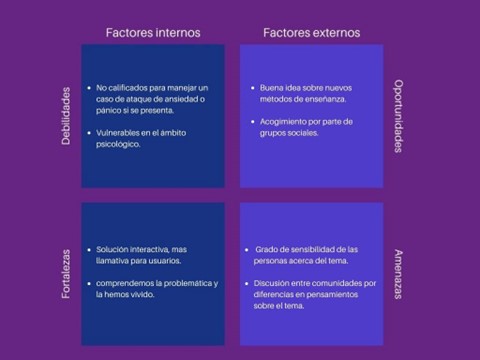 Factores internos
Factores externos
Debilidades
No calificados para manejar un
caso de ataque de ansiedad o
pánico si se presenta.
Vulnerables en el ámbito
psicológico.
Buena idea sobre nuevos
métodos de enseñanza.
Acogimiento por parte de
grupos sociales.
Oportunidades
Fortalezas
Solución interactiva, mas
llamativa para usuarios.
comprendemos la problemática y
la hemos vivido.
Grado de sensibilidad de las
personas acerca del tema.
Discusión entre comunidades por
diferencias en pensamientos
sobre el tema.
Amenazas